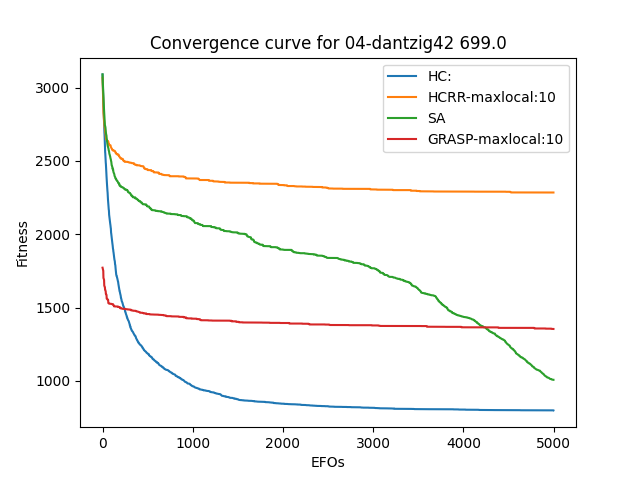 Convergence curve for 04-dantzig42 699.0
HC:
HCRR-maxlocal:10
SA
GRASP-maxlocal:10
Fitness
3000
2500
2000
1500
1000
0 1000 2000 3000 4000 5000
EFOs